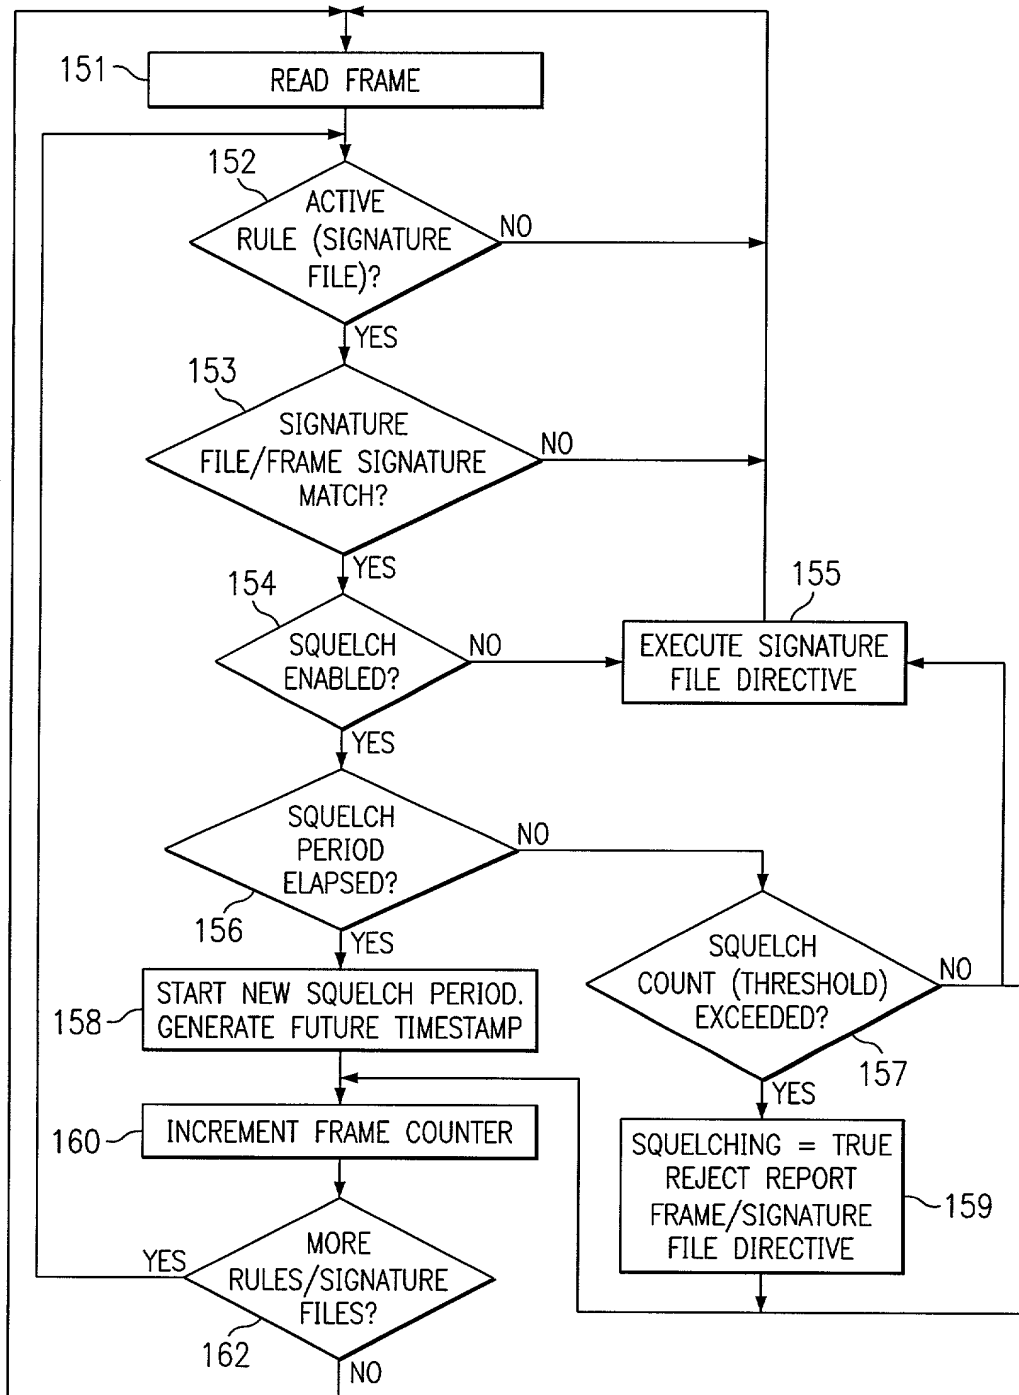 151
READ FRAME
152
ACTIVE
RULE (SIGNATURE
FILE)?
NO
YES
153
SIGNATURE
FILE/FRAME SIGNATURE
MATCH?
NO
YES
154
SQUELCH
ENABLED?
NO
155
EXECUTE SIGNATURE
FILE DIRECTIVE
YES
SQUELCH
PERIOD
ELAPSED?
NO
156
YES
SQUELCH
COUNT (THRESHOLD)
EXCEEDED?
NO
157
YES
158
START NEW SQUELCH PERIOD.
GENERATE FUTURE TIMESTAMP
160
INCREMENT FRAME COUNTER
SQUELCHING = TRUE
REJECT REPORT
FRAME/SIGNATURE
FILE DIRECTIVE
159
YES
MORE
RULES/SIGNATURE
FILES?
162
NO